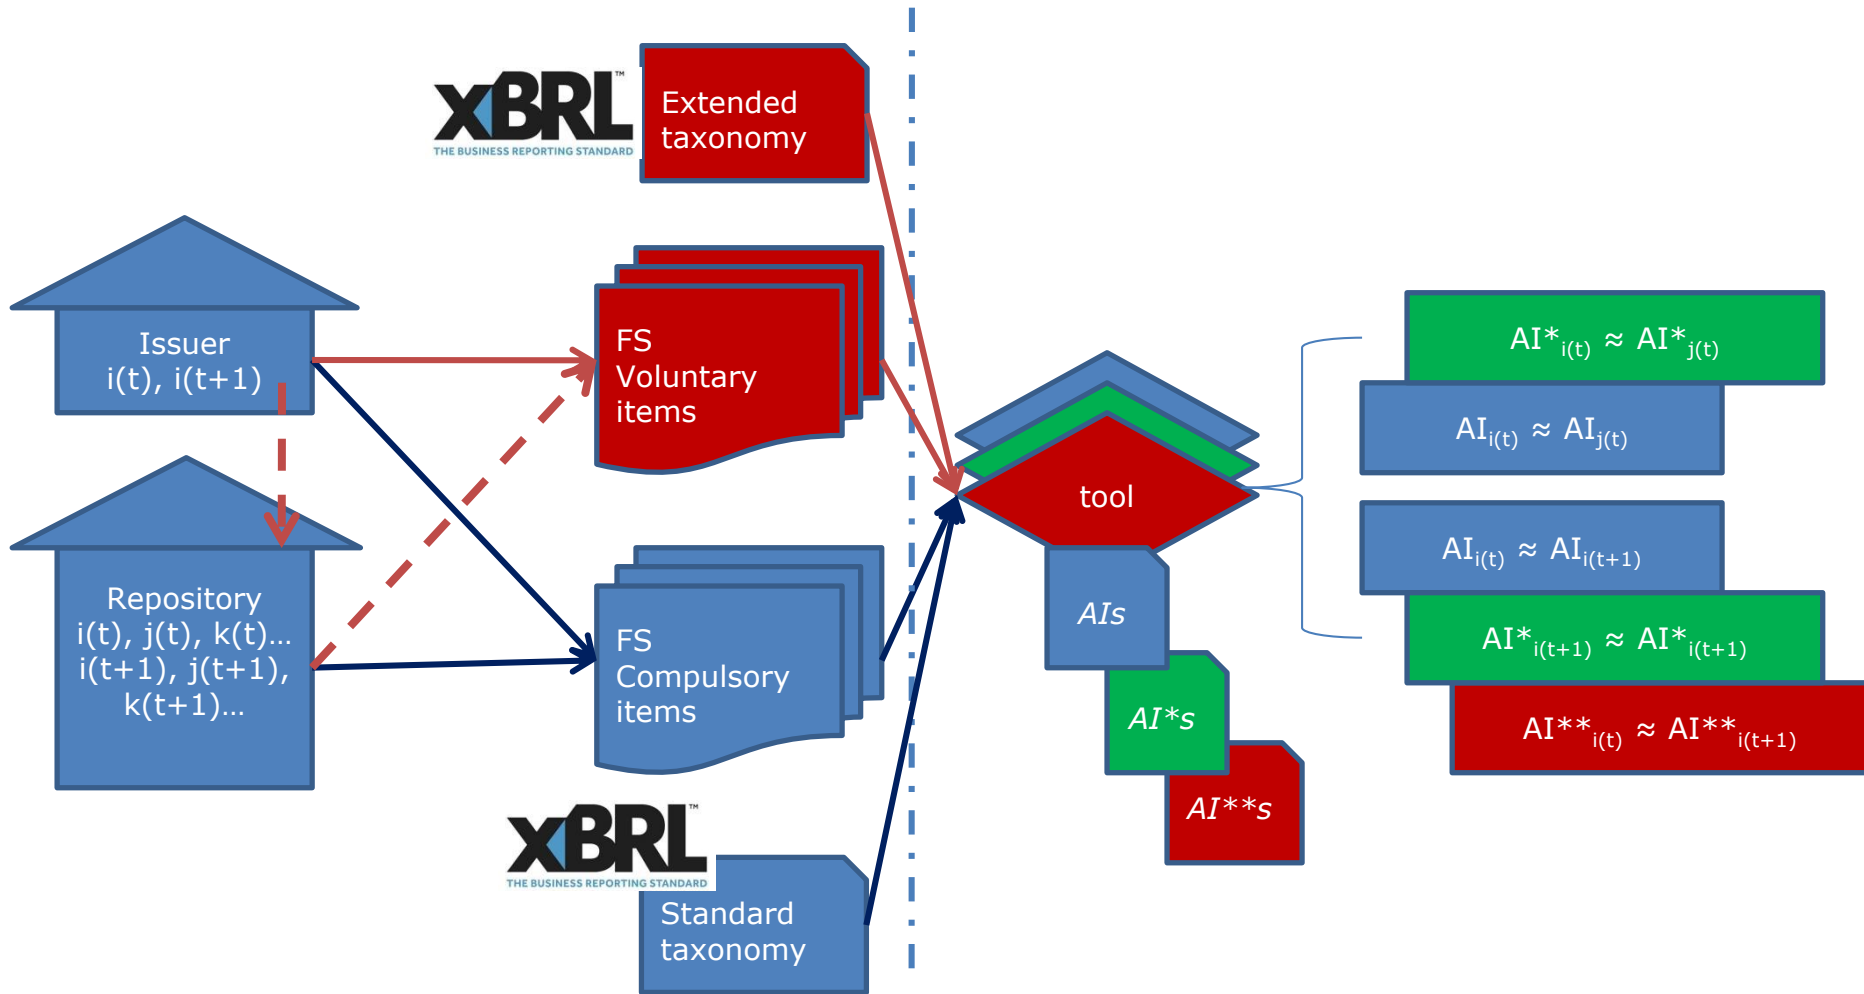 xBRL™
THE BUSINESS REPORTING STANDARD
Extended
taxonomy
Issuer
i(t), i(t+1)
FS
Voluntary
items
Repository
i(t), j(t), k(t)…
i(t+1), j(t+1),
k(t+1)…
FS
Compulsory
items
xBRL™
THE BUSINESS REPORTING STANDARD
Standard
taxonomy
tool
AIs
AI*s
AI**s
AI*i(t) ≈ AI*j(t)
AIi(t) ≈ AIj(t)
AIi(t) ≈ AIi(t+1)
AI*i(t+1) ≈ AI*i(t+1)
AI**i(t) ≈ AI**i(t+1)